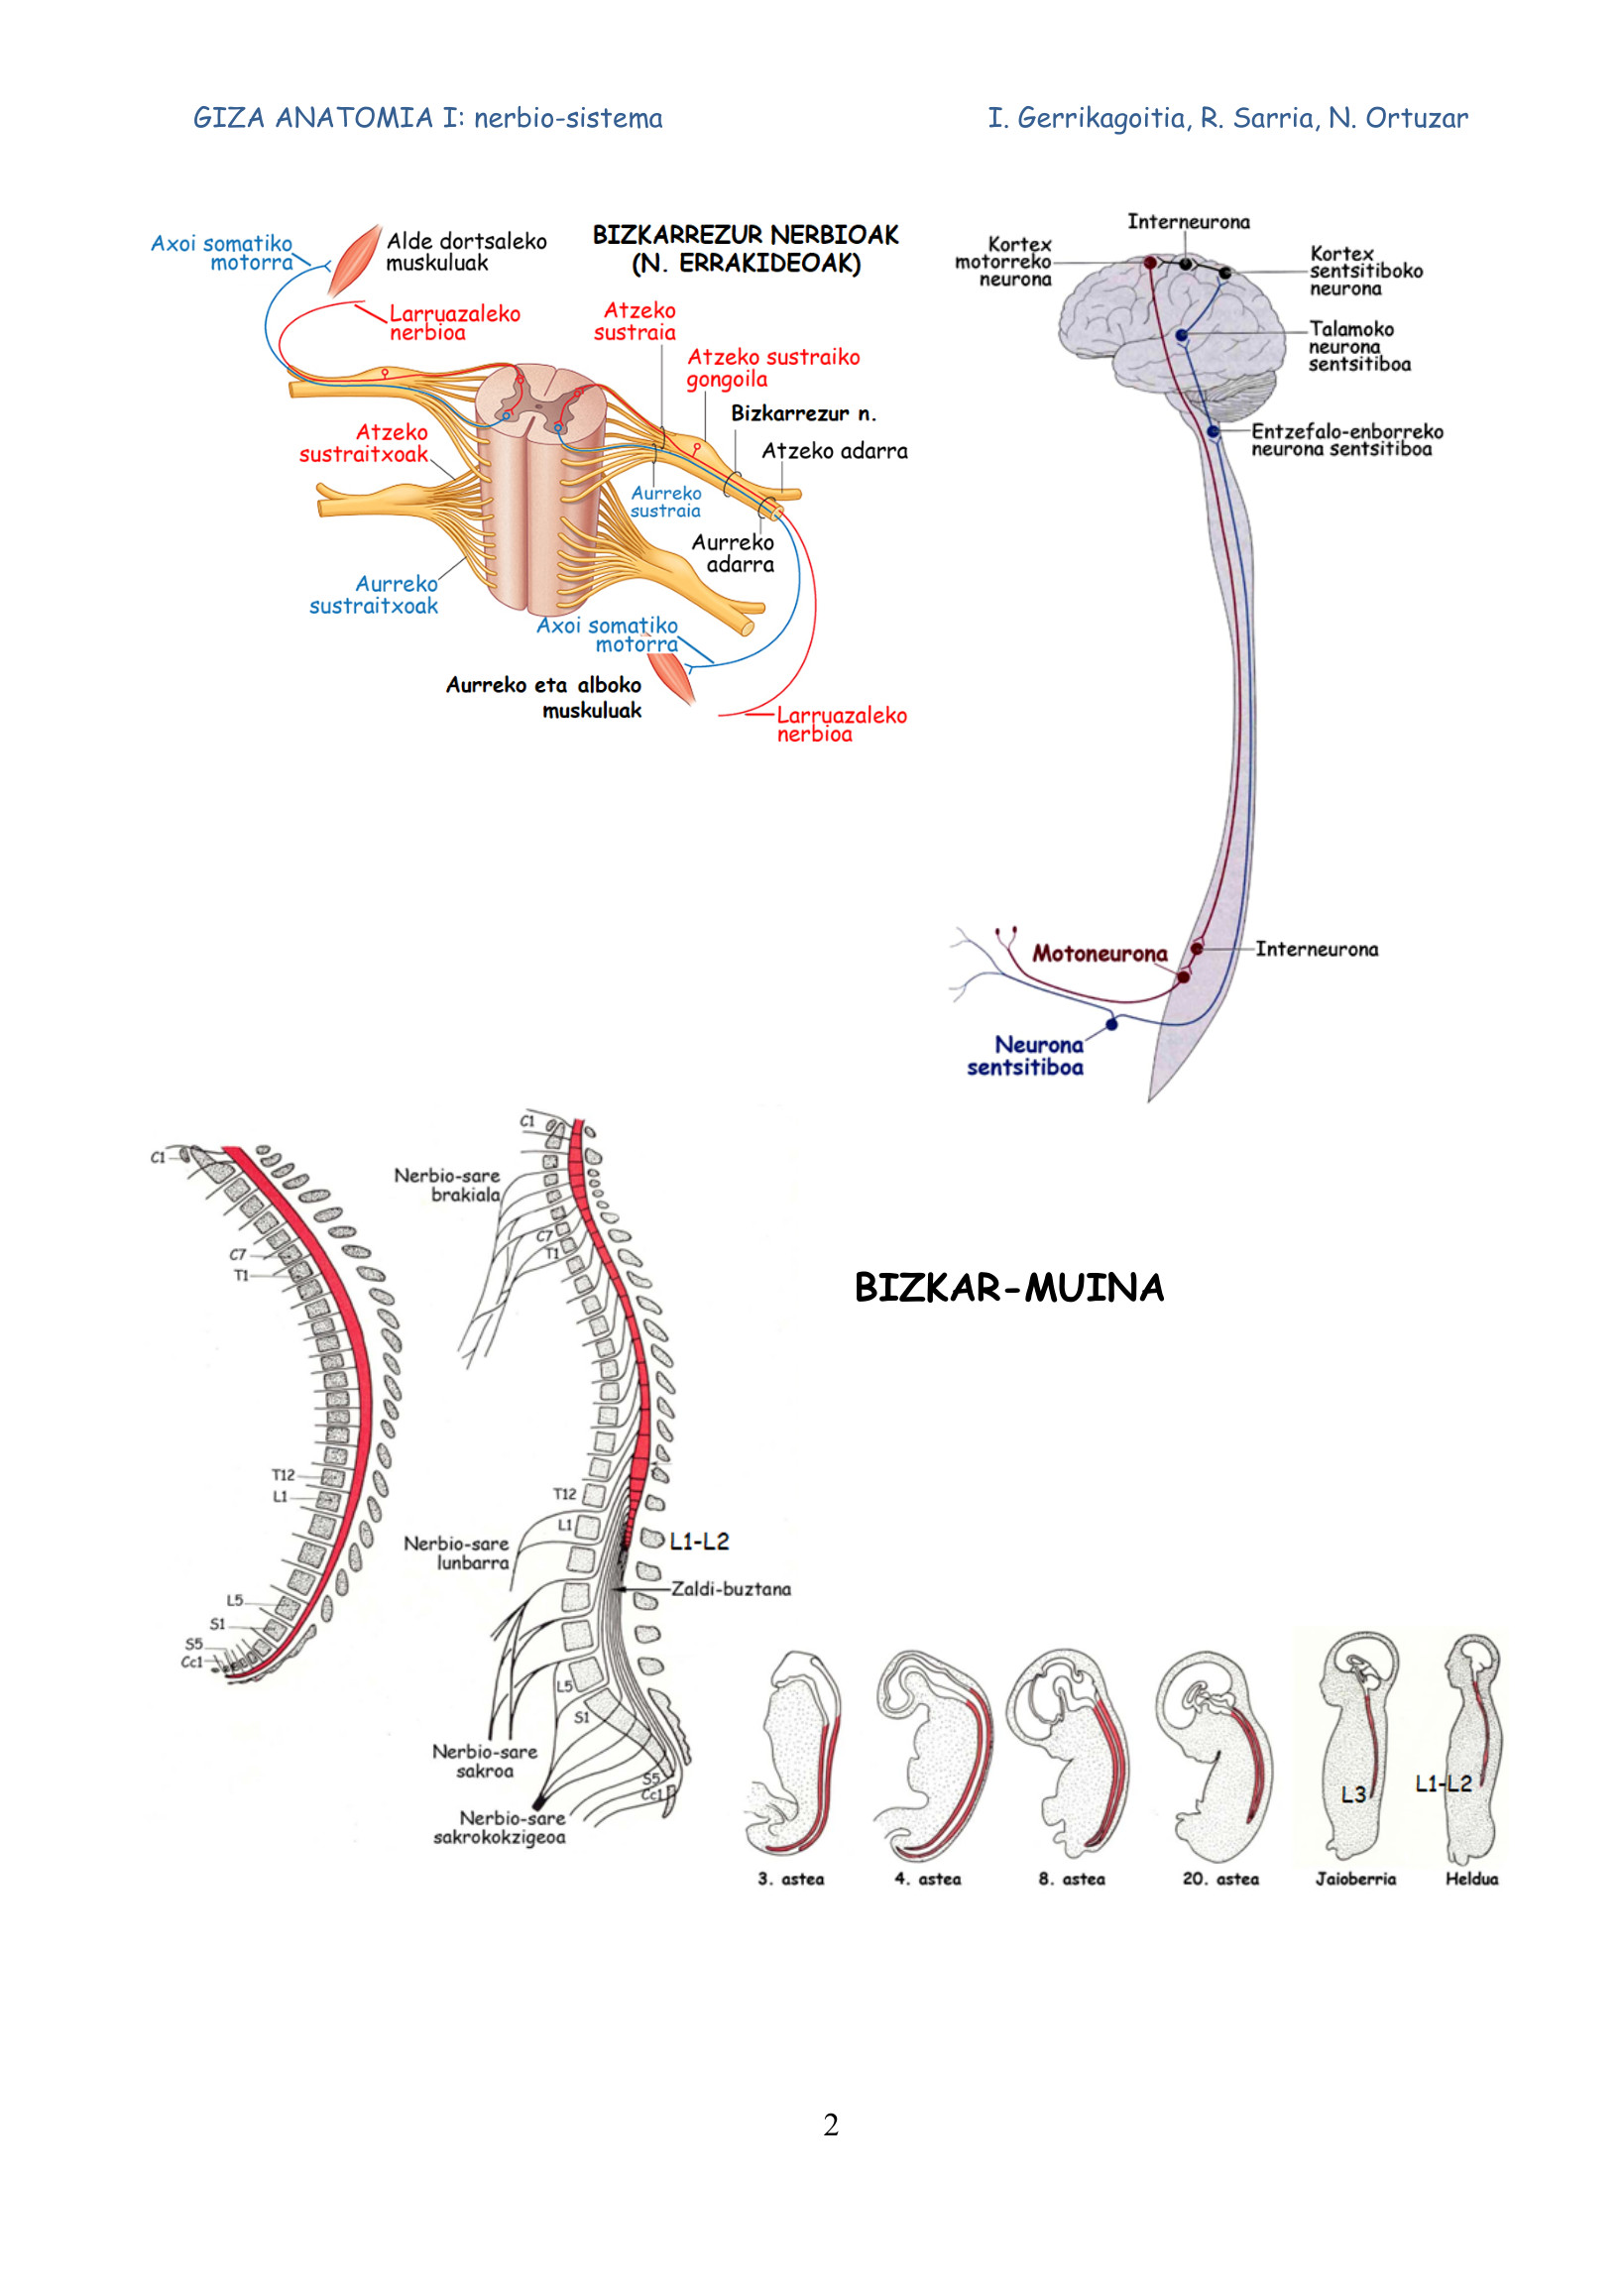 GIZA ANATOMIA I: nerbio-sistema
I. Gerrikagoitia, R. Sarria, N. Ortuzar
Axoi somatiko
motorra
Alde dortsaleko
muskuluak
BIZKARREZUR NERBIOAK
(N. ERRAKIDEOAK)
Larruazaleko
nerbioa
Atzeko
sustraia
Atzeko sustraiko
gongoila
Bizkarrezur n.
Atzeko adarra
Atzeko
sustraitxoak
Aurreko
sustraia
Aurreko
adarra
Aurreko
sustraitxoak
Axoi somatiko
motorra
Aurreko eta alboko
muskuluak
Larruazaleko
nerbioa
Interneurona
Kortex
motorreko
neurona
Kortex
sentsitiboko
neurona
Talamoko
neurona
sentsitiboa
Entzefalo-enborreko
neurona sentsitiboa
Motoneurona
Interneurona
Neurona
sentsitiboa
C1
C7
T1
T12
L1
L5
S1
S5
Cc1
C1
Nerbio-sare
brakiala
C7
T1
T12
L1
Nerbio-sare
lunbarra
L1-L2
Zaldi-buztana
L5
S1
Nerbio-sare
sakroa
S5
Cc1
Nerbio-sare
sakrokokzigeoa
BIZKAR-MUINA
L3
L1-L2
3. astea
4. astea
8. astea
20. astea
Jaioberria
Heldua
2